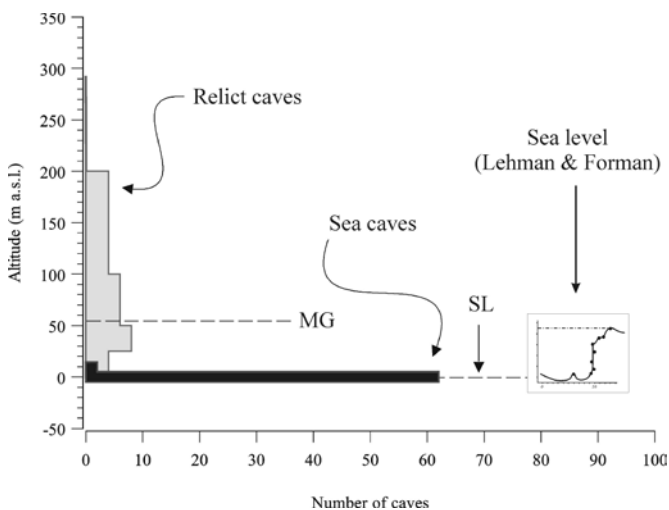 350
300
250
200
150
100
50
0
-50
Altitude (m a.s.l.)
Relict caves
Sea level
(Lehman & Forman)
Sea caves
SL
MG
0 10 20 30 40 50 60 70 80 90 100
Number of caves